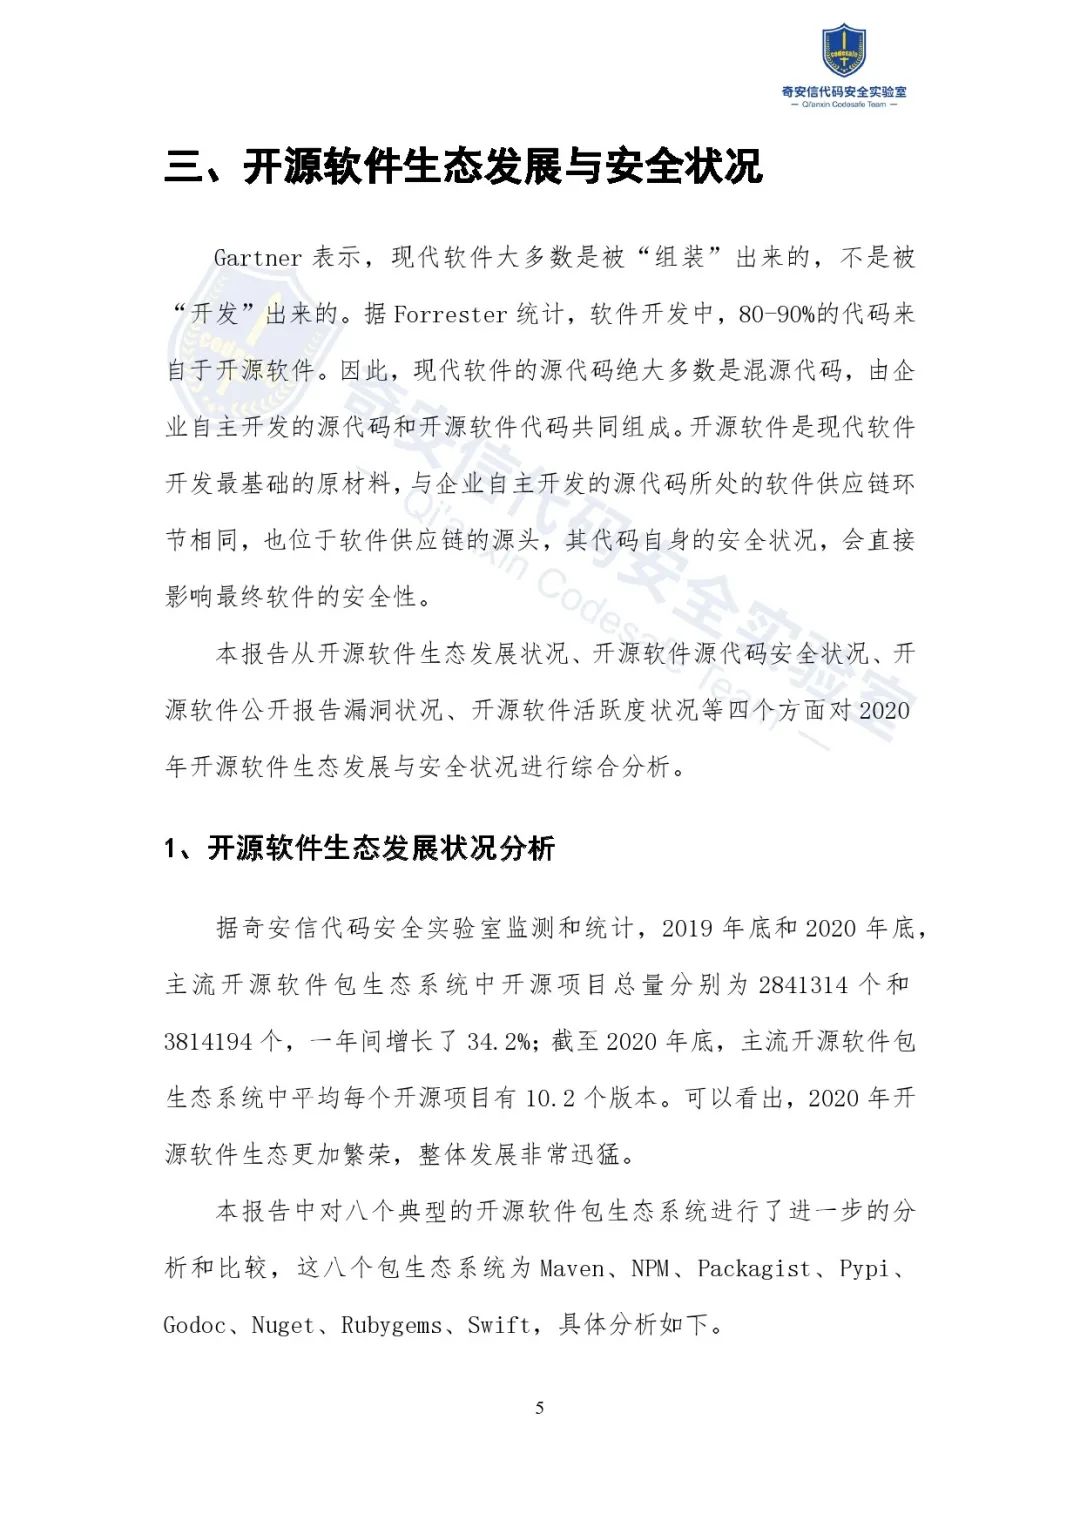 codesafe
奇安信代码安全实验室
— Qi'anxin Codesafe Team —
三、开源软件生态发展与安全状况
Gartner 表示，现代软件大多数是被“组装”出来的，不是被
“开发”出来的。据 Forrester 统计，软件开发中，80-90%的代码来
自于开源软件。因此，现代软件的源代码绝大多数是混源代码，由企
业自主开发的源代码和开源软件代码共同组成。开源软件是现代软件
开发最基础的原材料，与企业自主开发的源代码所处的软件供应链环
节相同，也位于软件供应链的源头，其代码自身的安全状况，会直接
影响最终软件的安全性。
本报告从开源软件生态发展状况、开源软件源代码安全状况、开
源软件公开报告漏洞状况、开源软件活跃度状况等四个方面对 2020
年开源软件生态发展与安全状况进行综合分析。
codesafe
奇安信代码安全实验室
— Qi'anxin Codesafe Team —
1、开源软件生态发展状况分析
据奇安信代码安全实验室监测和统计，2019 年底和 2020 年底，
主流开源软件包生态系统中开源项目总量分别为 2841314 个和
3814194 个，一年间增长了 34.2%；截至 2020 年底，主流开源软件包
生态系统中平均每个开源项目有 10.2 个版本。可以看出，2020 年开
源软件生态更加繁荣，整体发展非常迅猛。
本报告中对八个典型的开源软件包生态系统进行了进一步的分
析和比较，这八个包生态系统为 Maven、NPM、Packagist、Pypi、
Godoc、Nuget、Rubygems、Swift，具体分析如下。
5